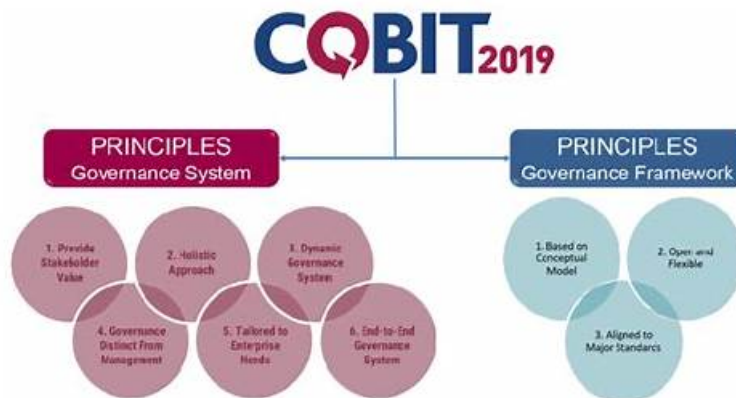 COBIT 2019
PRINCIPLES
Governance System
PRINCIPLES
Governance Framework
1. Provide
Stakeholder
Value
2. Holistic
Approach
3. Dynamic
Governance
System
4. Governance
Distinct From
Management
5. Tailored to
Enterprise
Needs
6. End-to-End
Governance
System
1. Based on
Conceptual
Model
2. Open and
Flexible
3. Aligned to
Major Standards